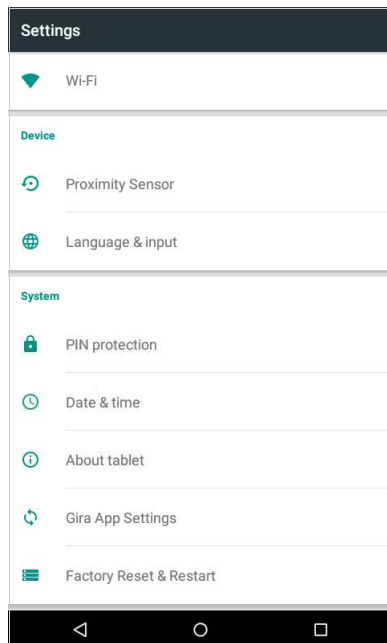 Settings
Wi-Fi
Device
Proximity Sensor
Language & input
System
PIN protection
Date & time
About tablet
Gira App Settings
Factory Reset & Restart